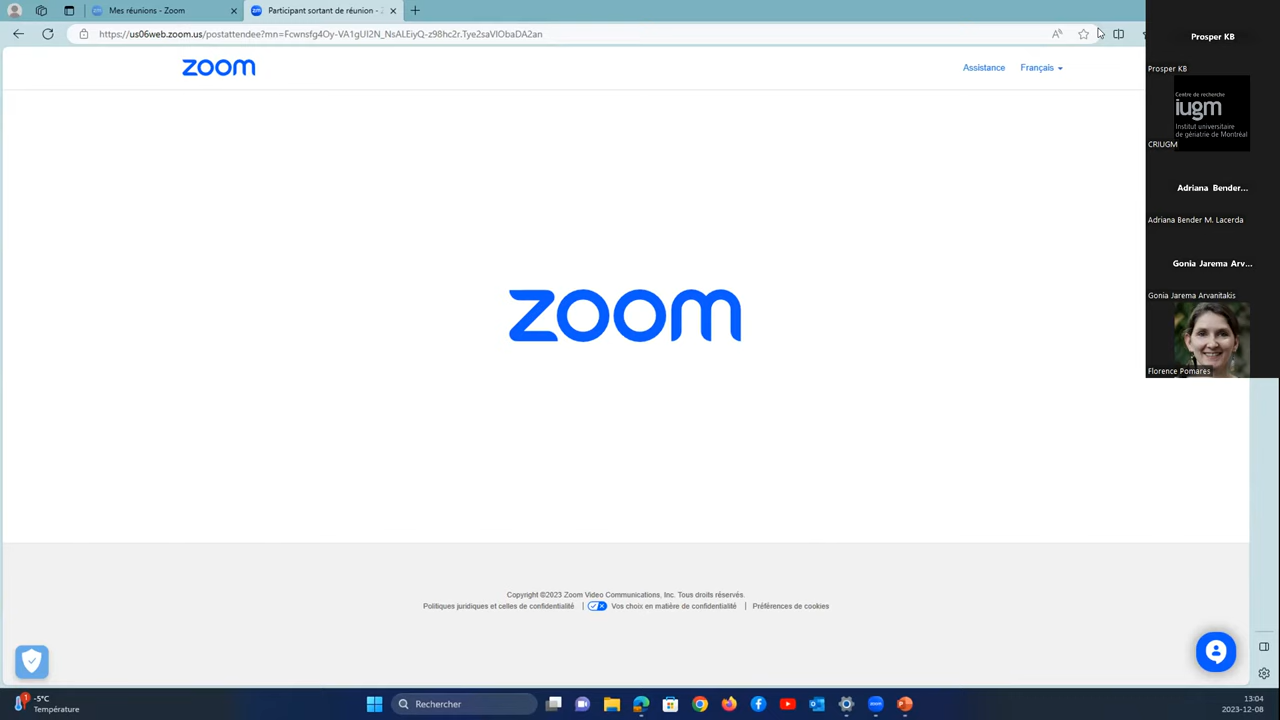 Mes réunions - Zoom
Participant sortant de réunion - Z
https://us06web.zoom.us/postattendee?mn=Fcwnsfg4Oy-VA1gUI2N_NsALEiyQ-z98hc2r.Tye2saVIObaDA2an
zoom
Assistance
Français
zoom
Copyright ©2023 Zoom Video Communications, Inc. Tous droits réservés.
Politiques juridiques et celles de confidentialité | Vos choix en matière de confidentialité | Préférences de cookies
Prosper KB
Prosper KB
Centre de recherche
iugm
Institut universitaire
de gériatrie de Montréal
CRIUGM
Adriana Bender...
Adriana Bender M. Lacerda
Gonia Jarema Arv...
Gonia Jarema Arvanitakis
Florence Pomares
1
-5°C
Température
Rechercher
13:04
2023-12-08